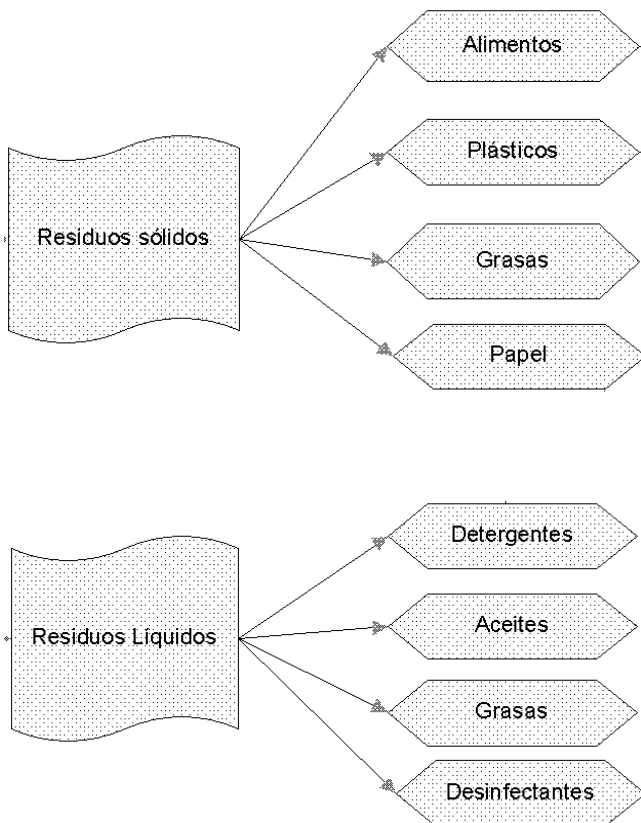 Residuos sólidos
Alimentos
Plásticos
Grasas
Papel
Residuos Líquidos
Detergentes
Aceites
Grasas
Desinfectantes